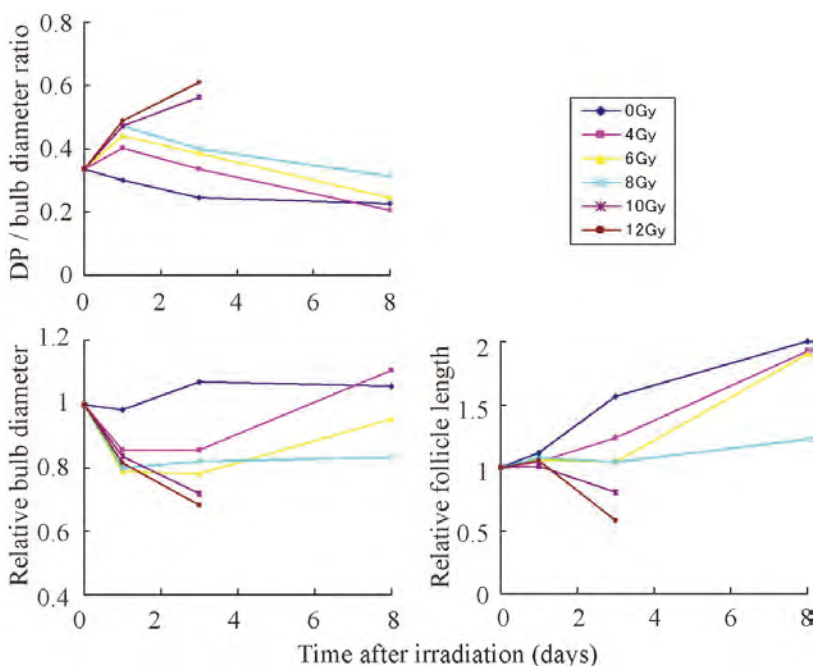 DP / bulb diameter ratio
0.8
0.6
0.4
0.2
0
0 2 4 6 8
0Gy
4Gy
6Gy
8Gy
10Gy
12Gy
Relative bulb diameter
1.2
1
0.8
0.6
0.4
0 2 4 6 8
Relative follicle length
2
1.5
1
0.5
0
0 2 4 6 8
Time after irradiation (days)